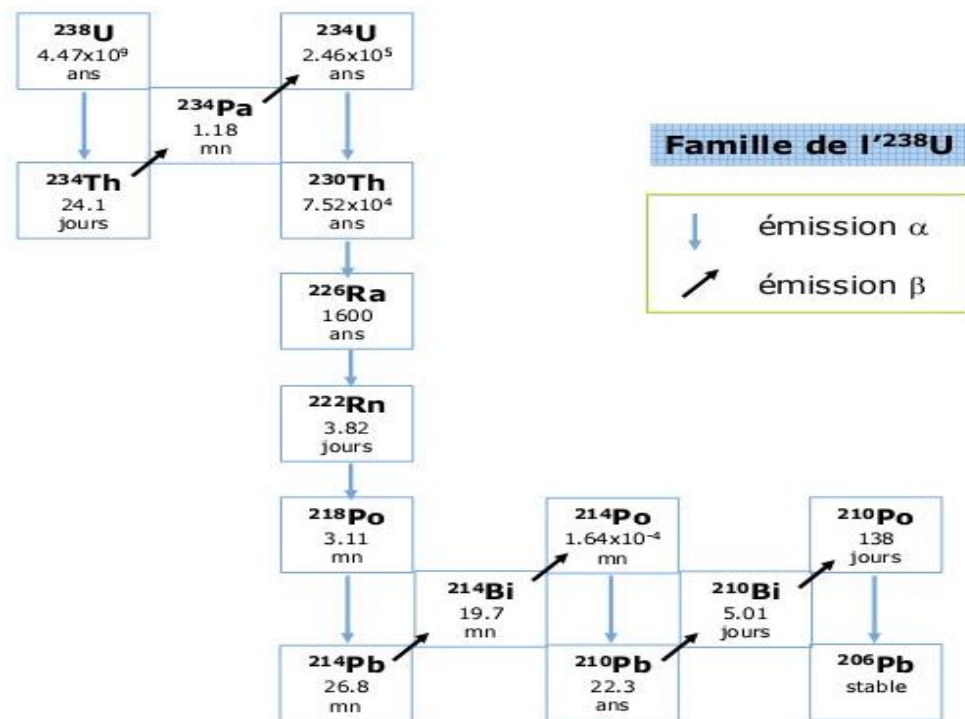 ²³⁸U
4.47x10⁹
ans
²³⁴U
2.46x10⁵
ans
²³⁴Pa
1.18
mn
²³⁴Th
24.1
jours
²³⁰Th
7.52x10⁴
ans
Famille de l'²³⁸U
émission α
émission β
²²⁶Ra
1600
ans
²²²Rn
3.82
jours
²¹⁸Po
3.11
mn
²¹⁴Po
1.64x10⁻⁴
mn
²¹⁰Po
138
jours
²¹⁴Bi
19.7
mn
²¹⁰Bi
5.01
jours
²¹⁴Pb
26.8
mn
²¹⁰Pb
22.3
ans
²⁰⁶Pb
stable